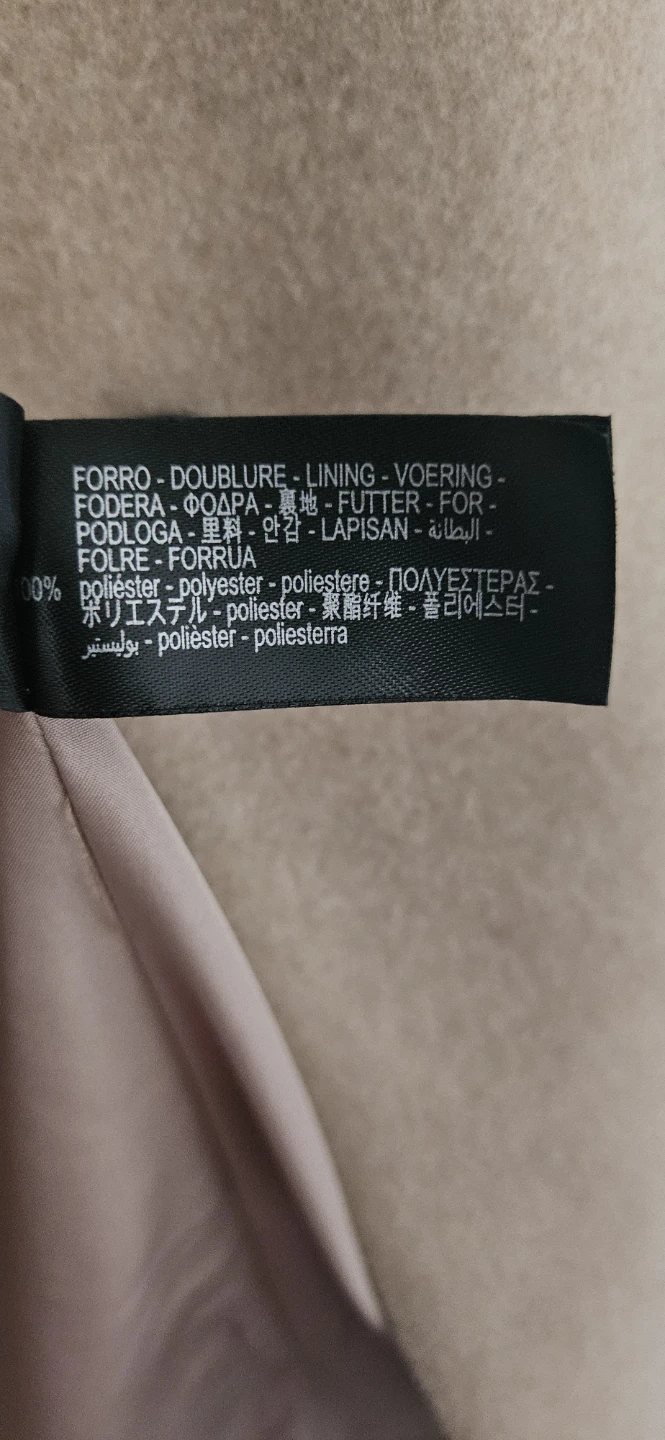 FORRO - DOUBLURE - LINING - VOERING -
FODERA - ΦΟΔΡΑ - 裏地 - FUTTER - FOR -
PODLOGA - 里料 - 안감 - LAPISAN - البطانة -
FOLRE - FORRUA
00% poliéster - polyester - poliestere - ΠΟΛΥΕΣΤΕΡΑΣ -
ポリエステル - poliester - 聚酯纤维 - 폴리에스터 -
بوليستير - polièster - poliesterra